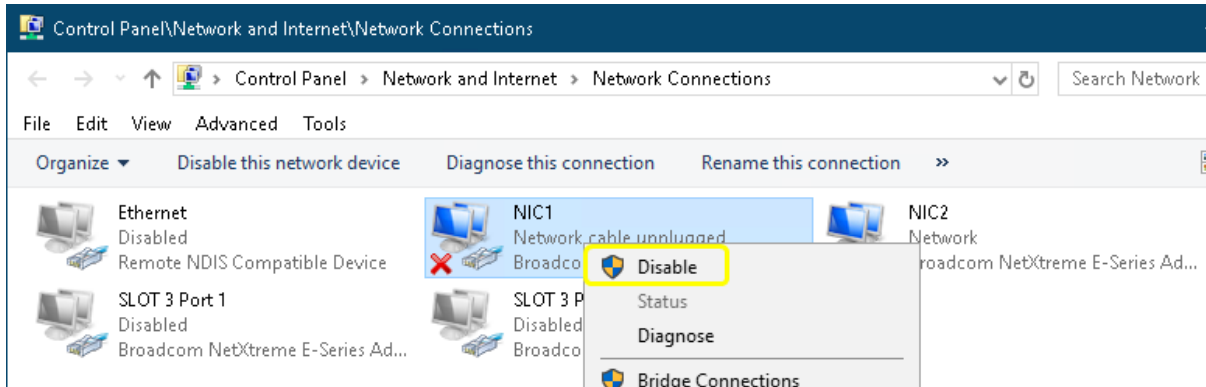 Control Panel\Network and Internet\Network Connections
Control Panel > Network and Internet > Network Connections
Search Network
File Edit View Advanced Tools
Organize Disable this network device Diagnose this connection Rename this connection »
Ethernet
Disabled
Remote NDIS Compatible Device
NIC1
Network cable unplugged
Broadco
NIC2
Network
roadcom NetXtreme E-Series Ad...
SLOT 3 Port 1
Disabled
Broadcom NetXtreme E-Series Ad...
SLOT 3 P
Disabled
Broadco
Disable
Status
Diagnose
Bridge Connections